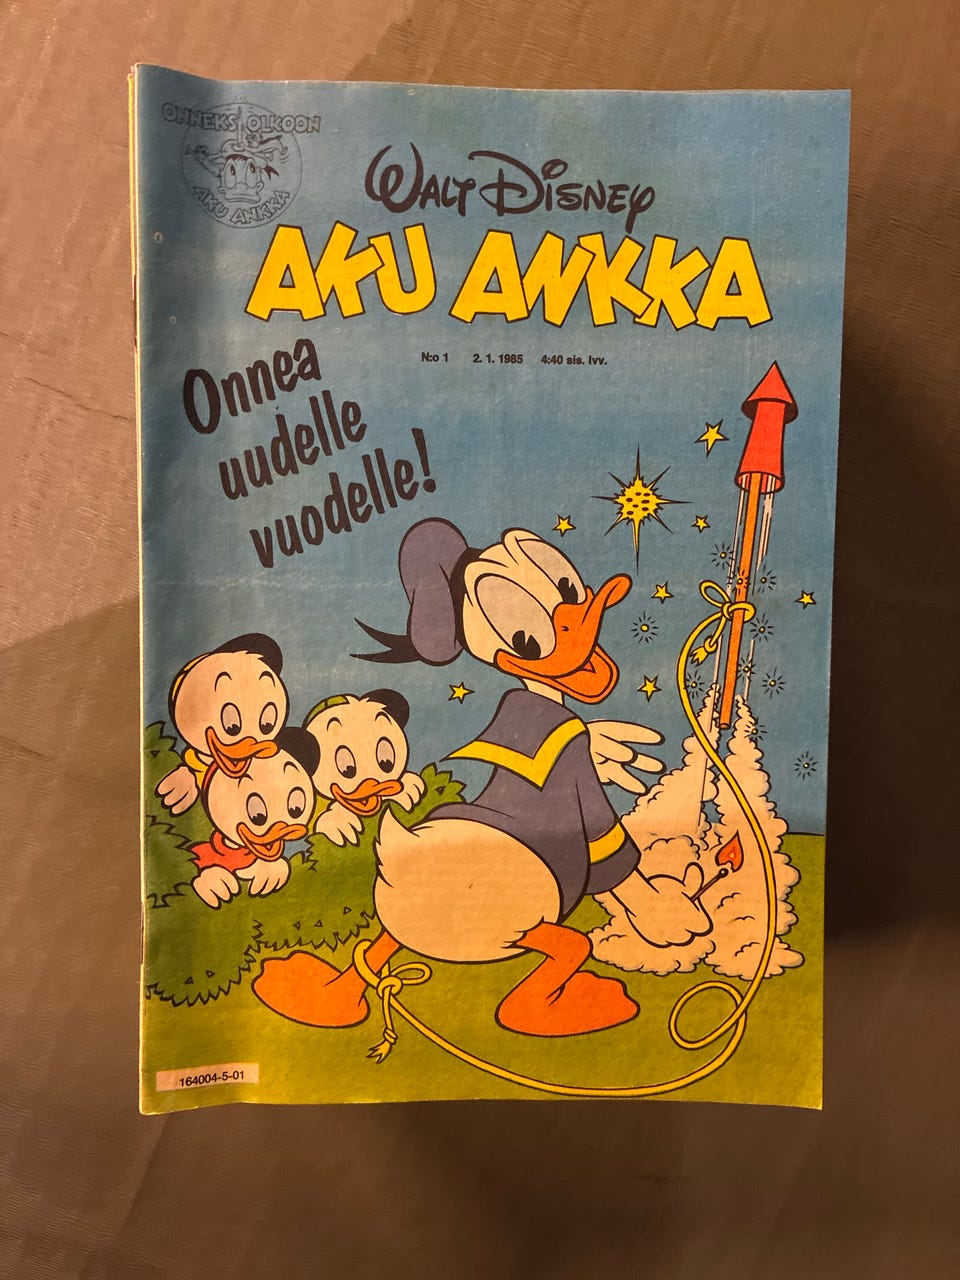 ONNEKS OLKOON
AKU ANKKA
WALT DISNEY
AKU ANKKA
N:o 1 2. 1. 1985 4:40 sis. lvv.
Onnea
uudelle
vuodelle!
164004-5-01